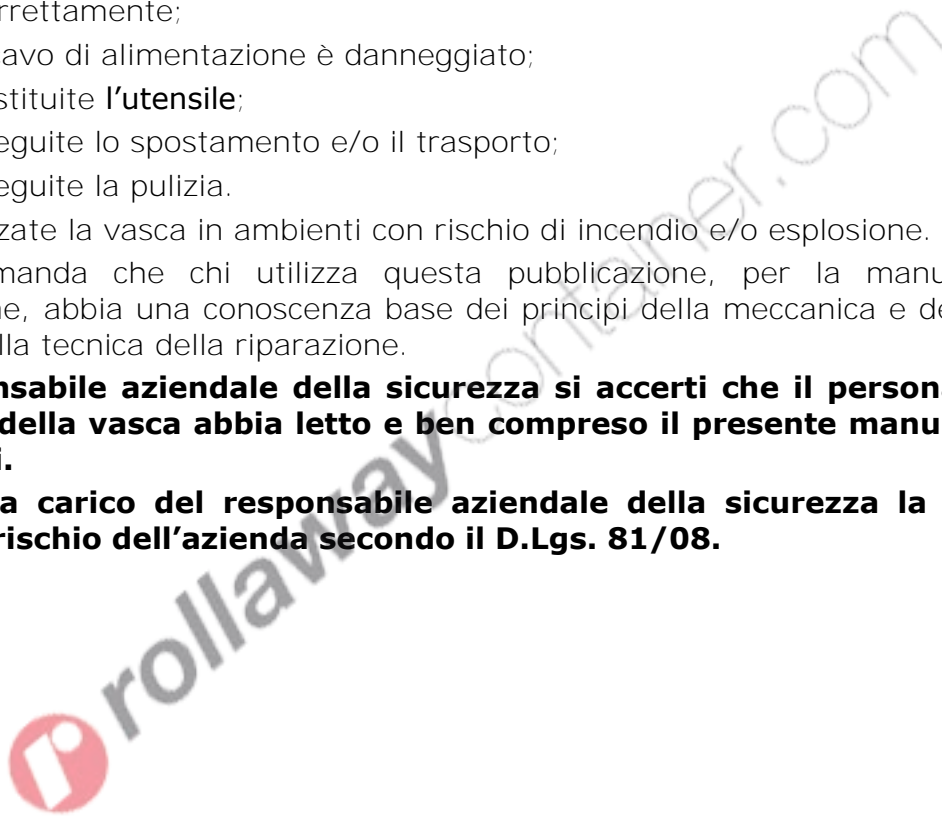 rrettamente;
avo di alimentazione è danneggiato;
stituite l’utensile;
eguite lo spostamento e/o il trasporto;
eguite la pulizia.
zate la vasca in ambienti con rischio di incendio e/o esplosione.
manda che chi utilizza questa pubblicazione, per la manu
ne, abbia una conoscenza base dei principi della meccanica e de
lla tecnica della riparazione.
nsabile aziendale della sicurezza si accerti che il person
della vasca abbia letto e ben compreso il presente manu
i.
a carico del responsabile aziendale della sicurezza la
rischio dell’azienda secondo il D.Lgs. 81/08.
rollawaycontainer.com